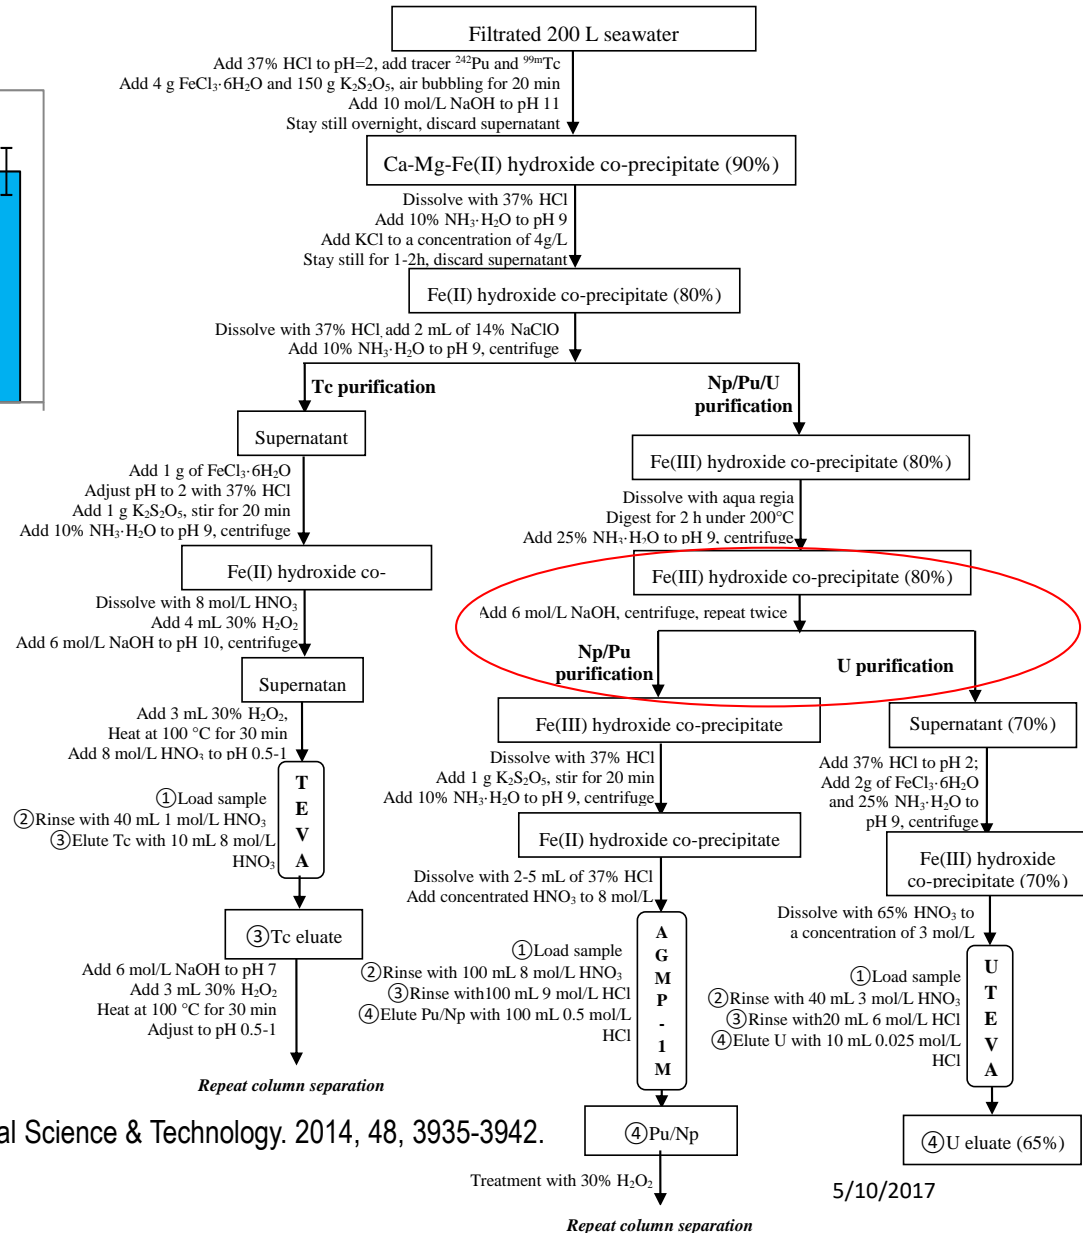 Filtrated 200 L seawater
Add 37% HCl to pH=2, add tracer ²⁴²Pu and ⁹⁹ᵐTc
Add 4 g FeCl₃·6H₂O and 150 g K₂S₂O₅, air bubbling for 20 min
Add 10 mol/L NaOH to pH 11
Stay still overnight, discard supernatant
Ca-Mg-Fe(II) hydroxide co-precipitate (90%)
Dissolve with 37% HCl
Add 10% NH₃·H₂O to pH 9
Add KCl to a concentration of 4g/L
Stay still for 1-2h, discard supernatant
Fe(II) hydroxide co-precipitate (80%)
Dissolve with 37% HCl, add 2 mL of 14% NaClO
Add 10% NH₃·H₂O to pH 9, centrifuge
Tc purification
Supernatant
Add 1 g of FeCl₃·6H₂O
Adjust pH to 2 with 37% HCl
Add 1 g K₂S₂O₅, stir for 20 min
Add 10% NH₃·H₂O to pH 9, centrifuge
Fe(II) hydroxide co-
Dissolve with 8 mol/L HNO₃
Add 4 mL 30% H₂O₂
Add 6 mol/L NaOH to pH 10, centrifuge
Supernatan
Add 3 mL 30% H₂O₂,
Heat at 100 °C for 30 min
Add 8 mol/L HNO₃ to pH 0.5-1
T
E
V
A
①Load sample
②Rinse with 40 mL 1 mol/L HNO₃
③Elute Tc with 10 mL 8 mol/L
HNO₃
③Tc eluate
Add 6 mol/L NaOH to pH 7
Add 3 mL 30% H₂O₂
Heat at 100 °C for 30 min
Adjust to pH 0.5-1
Repeat column separation
Np/Pu/U
purification
Fe(III) hydroxide co-precipitate (80%)
Dissolve with aqua regia
Digest for 2 h under 200°C
Add 25% NH₃·H₂O to pH 9, centrifuge
Fe(III) hydroxide co-precipitate (80%)
Add 6 mol/L NaOH, centrifuge, repeat twice
Np/Pu
purification
Fe(III) hydroxide co-precipitate
Dissolve with 37% HCl
Add 1 g K₂S₂O₅, stir for 20 min
Add 10% NH₃·H₂O to pH 9, centrifuge
Fe(II) hydroxide co-precipitate
Dissolve with 2-5 mL of 37% HCl
Add concentrated HNO₃ to 8 mol/L
A
G
M
P
-
1
M
①Load sample
②Rinse with 100 mL 8 mol/L HNO₃
③Rinse with100 mL 9 mol/L HCl
④Elute Pu/Np with 100 mL 0.5 mol/L
HCl
④Pu/Np
Treatment with 30% H₂O₂
Repeat column separation
U purification
Supernatant (70%)
Add 37% HCl to pH 2;
Add 2g of FeCl₃·6H₂O
and 25% NH₃·H₂O to
pH 9, centrifuge
Fe(III) hydroxide
co-precipitate (70%)
Dissolve with 65% HNO₃ to
a concentration of 3 mol/L
U
T
E
V
A
①Load sample
②Rinse with 40 mL 3 mol/L HNO₃
③Rinse with20 mL 6 mol/L HCl
④Elute U with 10 mL 0.025 mol/L
HCl
④U eluate (65%)
al Science & Technology. 2014, 48, 3935-3942.
5/10/2017